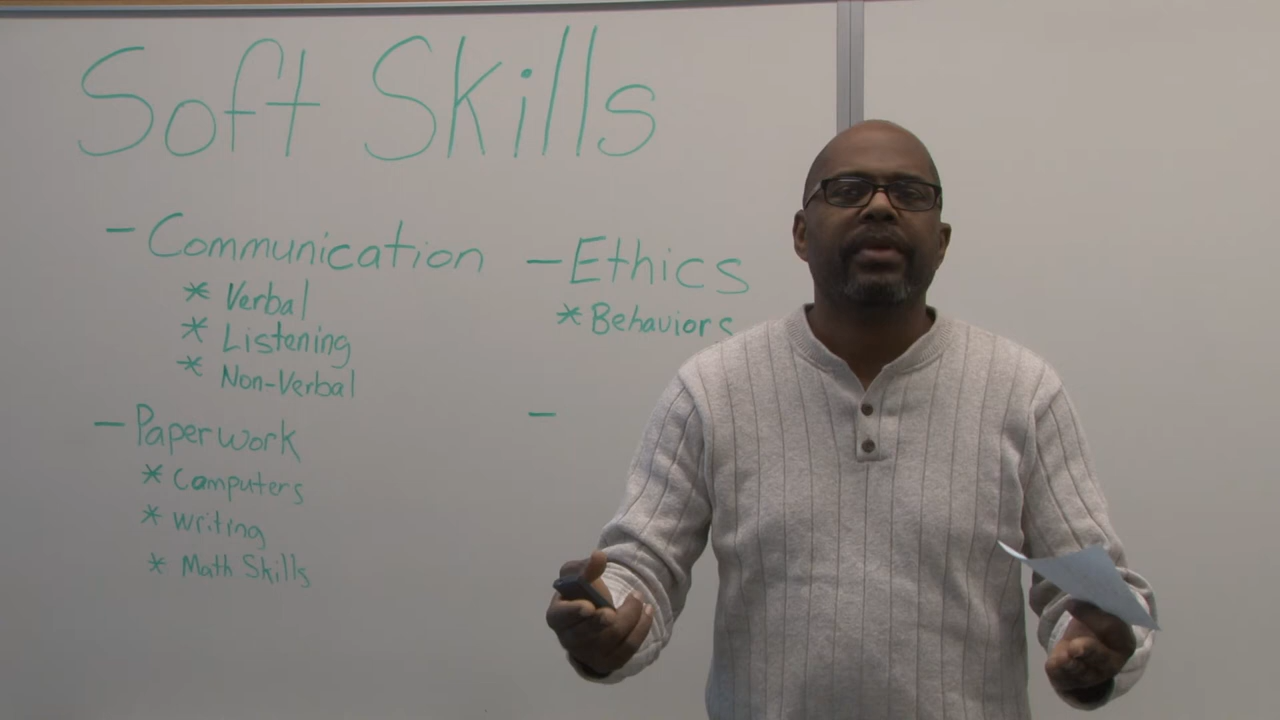 Soft Skills
- Communication
* Verbal
* Listening
* Non-Verbal
- Paperwork
* Computers
* Writing
* Math Skills
- Ethics
* Behaviors
-